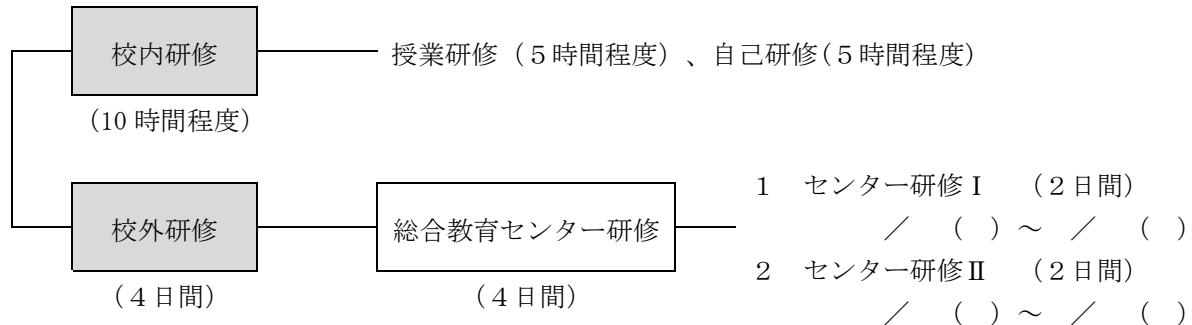 校内研修
授業研修（５時間程度）、自己研修（５時間程度）
（10 時間程度）
校外研修
総合教育センター研修
（４日間）
（４日間）
１　センター研修Ⅰ　（２日間）
／　（　）～　／　（　）
２　センター研修Ⅱ　（２日間）
／　（　）～　／　（　）